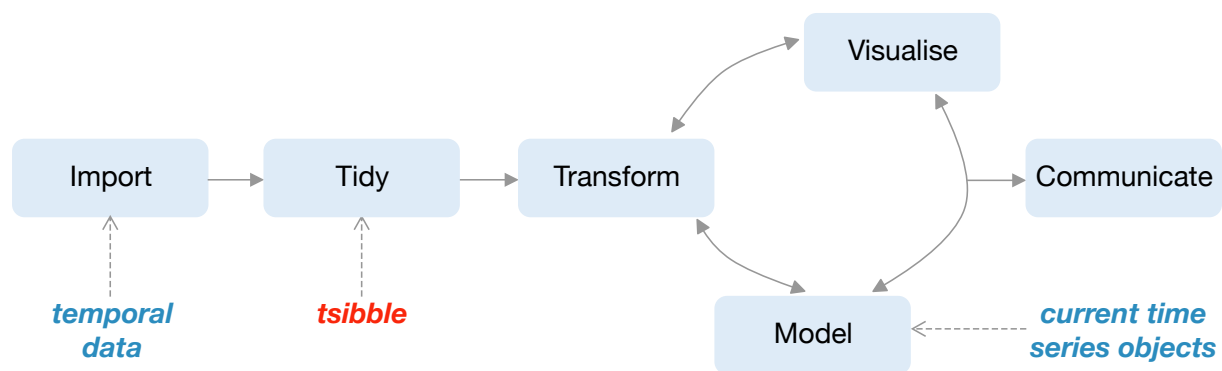 Visualise
Import
Tidy
Transform
Communicate
temporal
data
tsibble
Model
current time
series objects